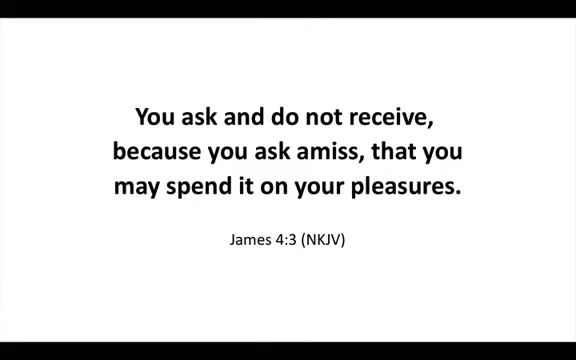 You ask and do not receive,
because you ask amiss, that you
may spend it on your pleasures.
James 4:3 (NKJV)